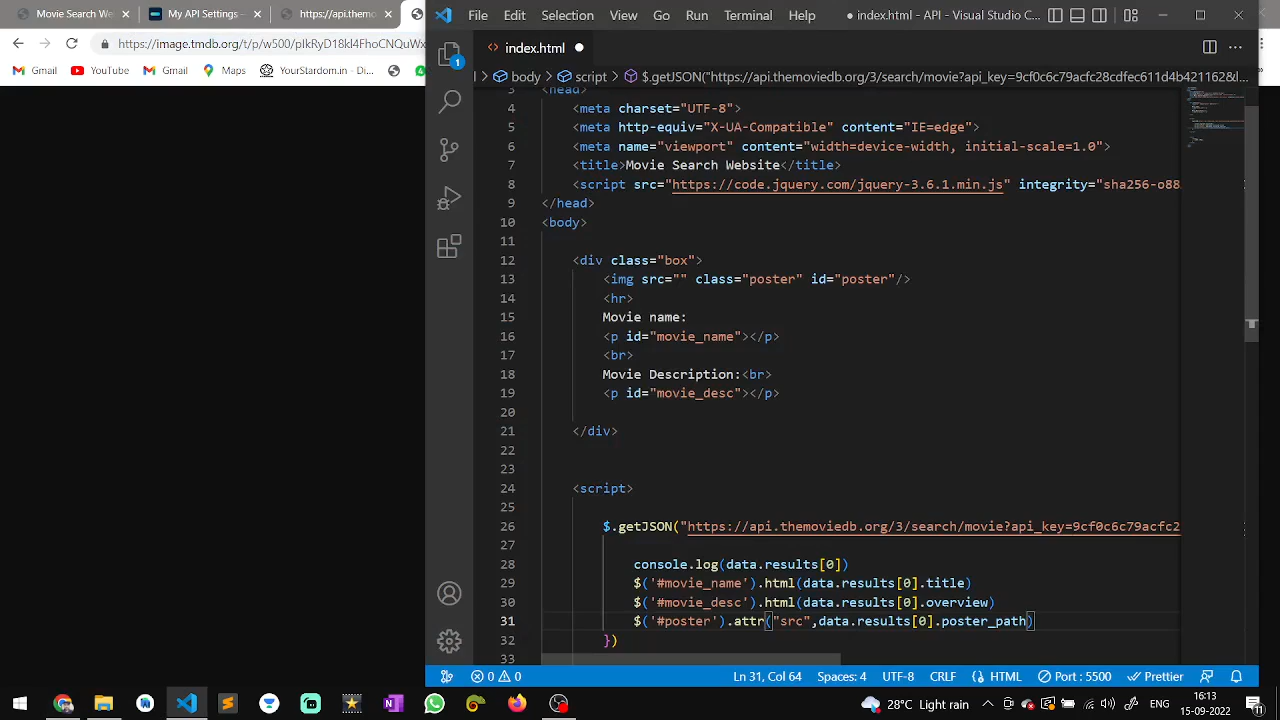 Movie Search We
My API Settings –
https://api.themo
https://image.tmdb.org/t/p/w500/pIkRyD18kl4FhoCNQuWx
Gmail
YouTube
Gmail
Maps
YourStardom.in - Di...
File Edit Selection View Go Run Terminal Help
● index.html - API - Visual Studio C...
1
<> index.html ●
body > script > $.getJSON("https://api.themoviedb.org/3/search/movie?api_key=9cf0c6c79acfc28cdfec611d4b421162&l...
3 <head>
4 <meta charset="UTF-8">
5 <meta http-equiv="X-UA-Compatible" content="IE=edge">
6 <meta name="viewport" content="width=device-width, initial-scale=1.0">
7 <title>Movie Search Website</title>
8 <script src="https://code.jquery.com/jquery-3.6.1.min.js" integrity="sha256-o88
9 </head>
10 <body>
11
12 <div class="box">
13 <img src="" class="poster" id="poster"/>
14 <hr>
15 Movie name:
16 <p id="movie_name"></p>
17 <br>
18 Movie Description:<br>
19 <p id="movie_desc"></p>
20
21 </div>
22
23
24 <script>
25
26 $.getJSON("https://api.themoviedb.org/3/search/movie?api_key=9cf0c6c79acfc2
27
28 console.log(data.results[0])
29 $('#movie_name').html(data.results[0].title)
30 $('#movie_desc').html(data.results[0].overview)
31 $('#poster').attr("src",data.results[0].poster_path)
32 })
33
0 0 Ln 31, Col 64 Spaces: 4 UTF-8 CRLF HTML Port : 5500 Prettier
28°C Light rain ENG 16:13
15-09-2022 11